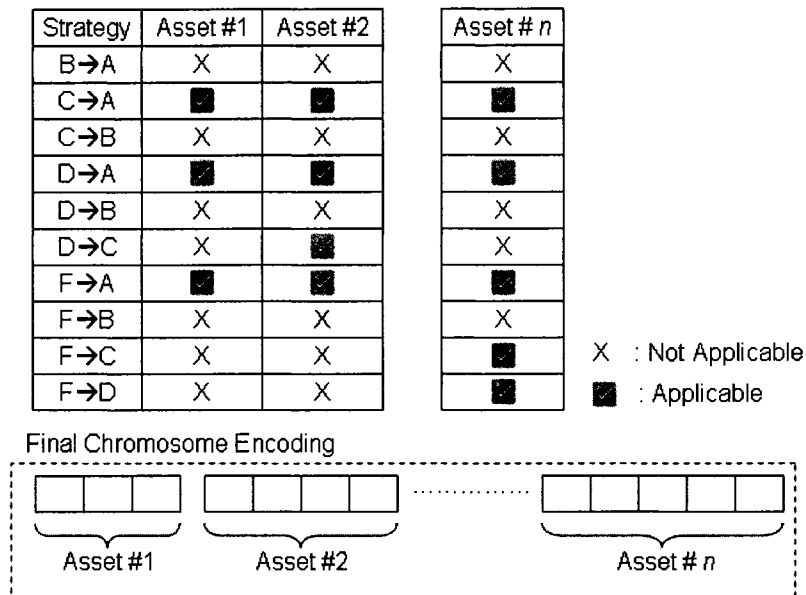 Strategy Asset #1 Asset #2 Asset # n
B→A X X X
C→A ✓ ✓ ✓
C→B X X X
D→A ✓ ✓ ✓
D→B X X X
D→C X ✓ X
F→A ✓ ✓ ✓
F→B X X X
F→C X X ✓
F→D X X ✓
X : Not Applicable
✓ : Applicable
Final Chromosome Encoding
Asset #1 Asset #2 Asset # n